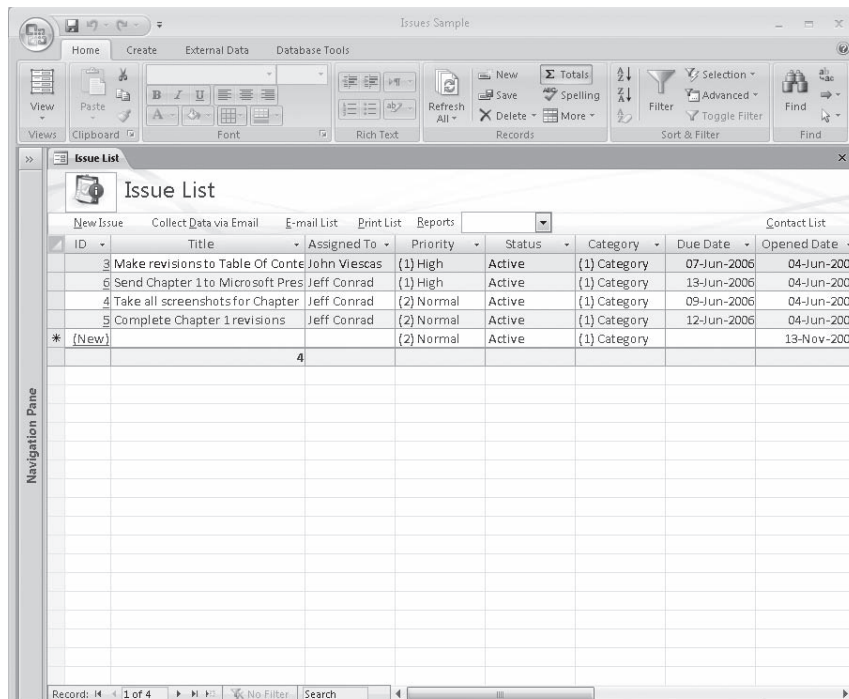 Issues Sample
Home Create External Data Database Tools
View Paste B I U Refresh All New Save Delete Σ Totals Spelling More Filter Selection Advanced Toggle Filter Find
Views Clipboard Font Rich Text Records Sort & Filter Find
Issue List
Issue List
New Issue Collect Data via Email E-mail List Print List Reports Contact List
ID Title Assigned To Priority Status Category Due Date Opened Date
3 Make revisions to Table Of Conte John Viescas (1) High Active (1) Category 07-Jun-2006 04-Jun-200
6 Send Chapter 1 to Microsoft Pres Jeff Conrad (1) High Active (1) Category 13-Jun-2006 04-Jun-200
4 Take all screenshots for Chapter Jeff Conrad (2) Normal Active (1) Category 09-Jun-2006 04-Jun-200
5 Complete Chapter 1 revisions Jeff Conrad (2) Normal Active (1) Category 12-Jun-2006 04-Jun-200
* (New) (2) Normal Active (1) Category 13-Nov-200
4
Navigation Pane
Record: 1 of 4 No Filter Search